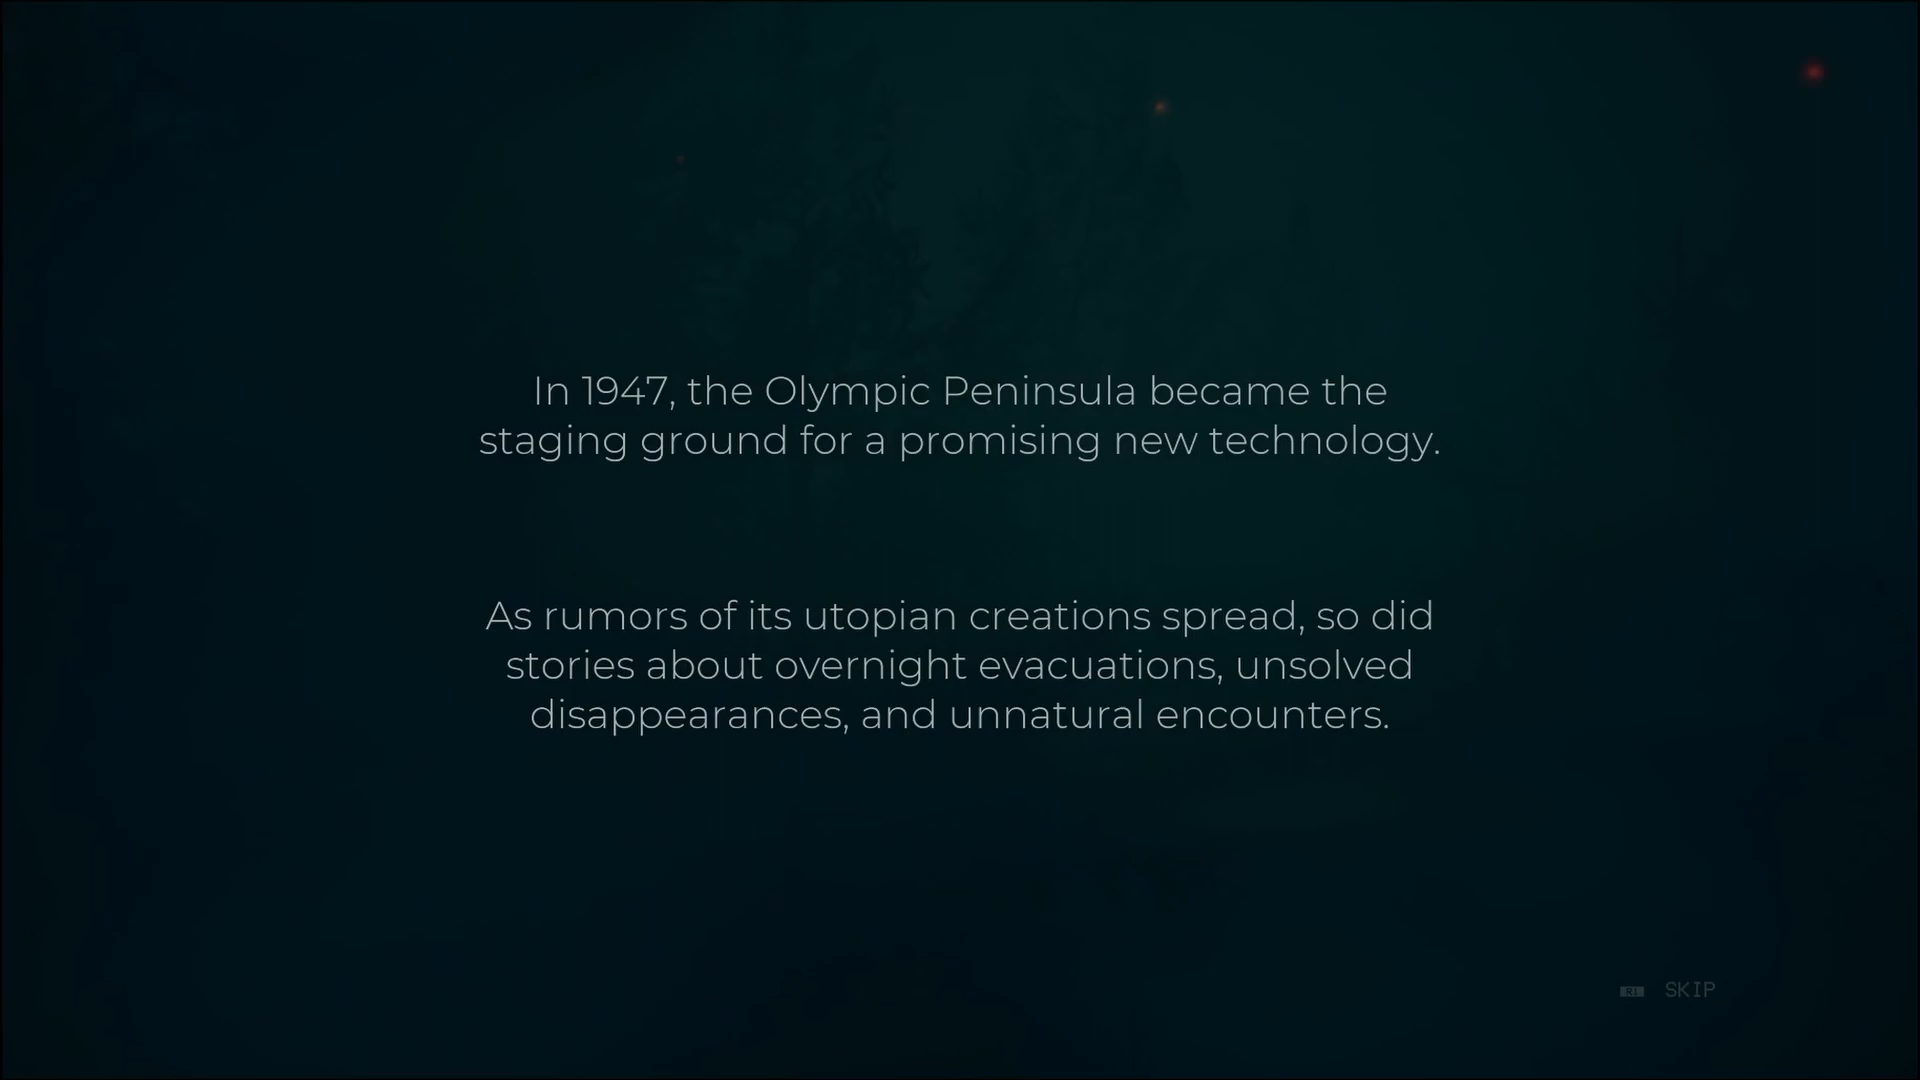 In 1947, the Olympic Peninsula became the
staging ground for a promising new technology.
As rumors of its utopian creations spread, so did
stories about overnight evacuations, unsolved
disappearances, and unnatural encounters.
R1 SKIP